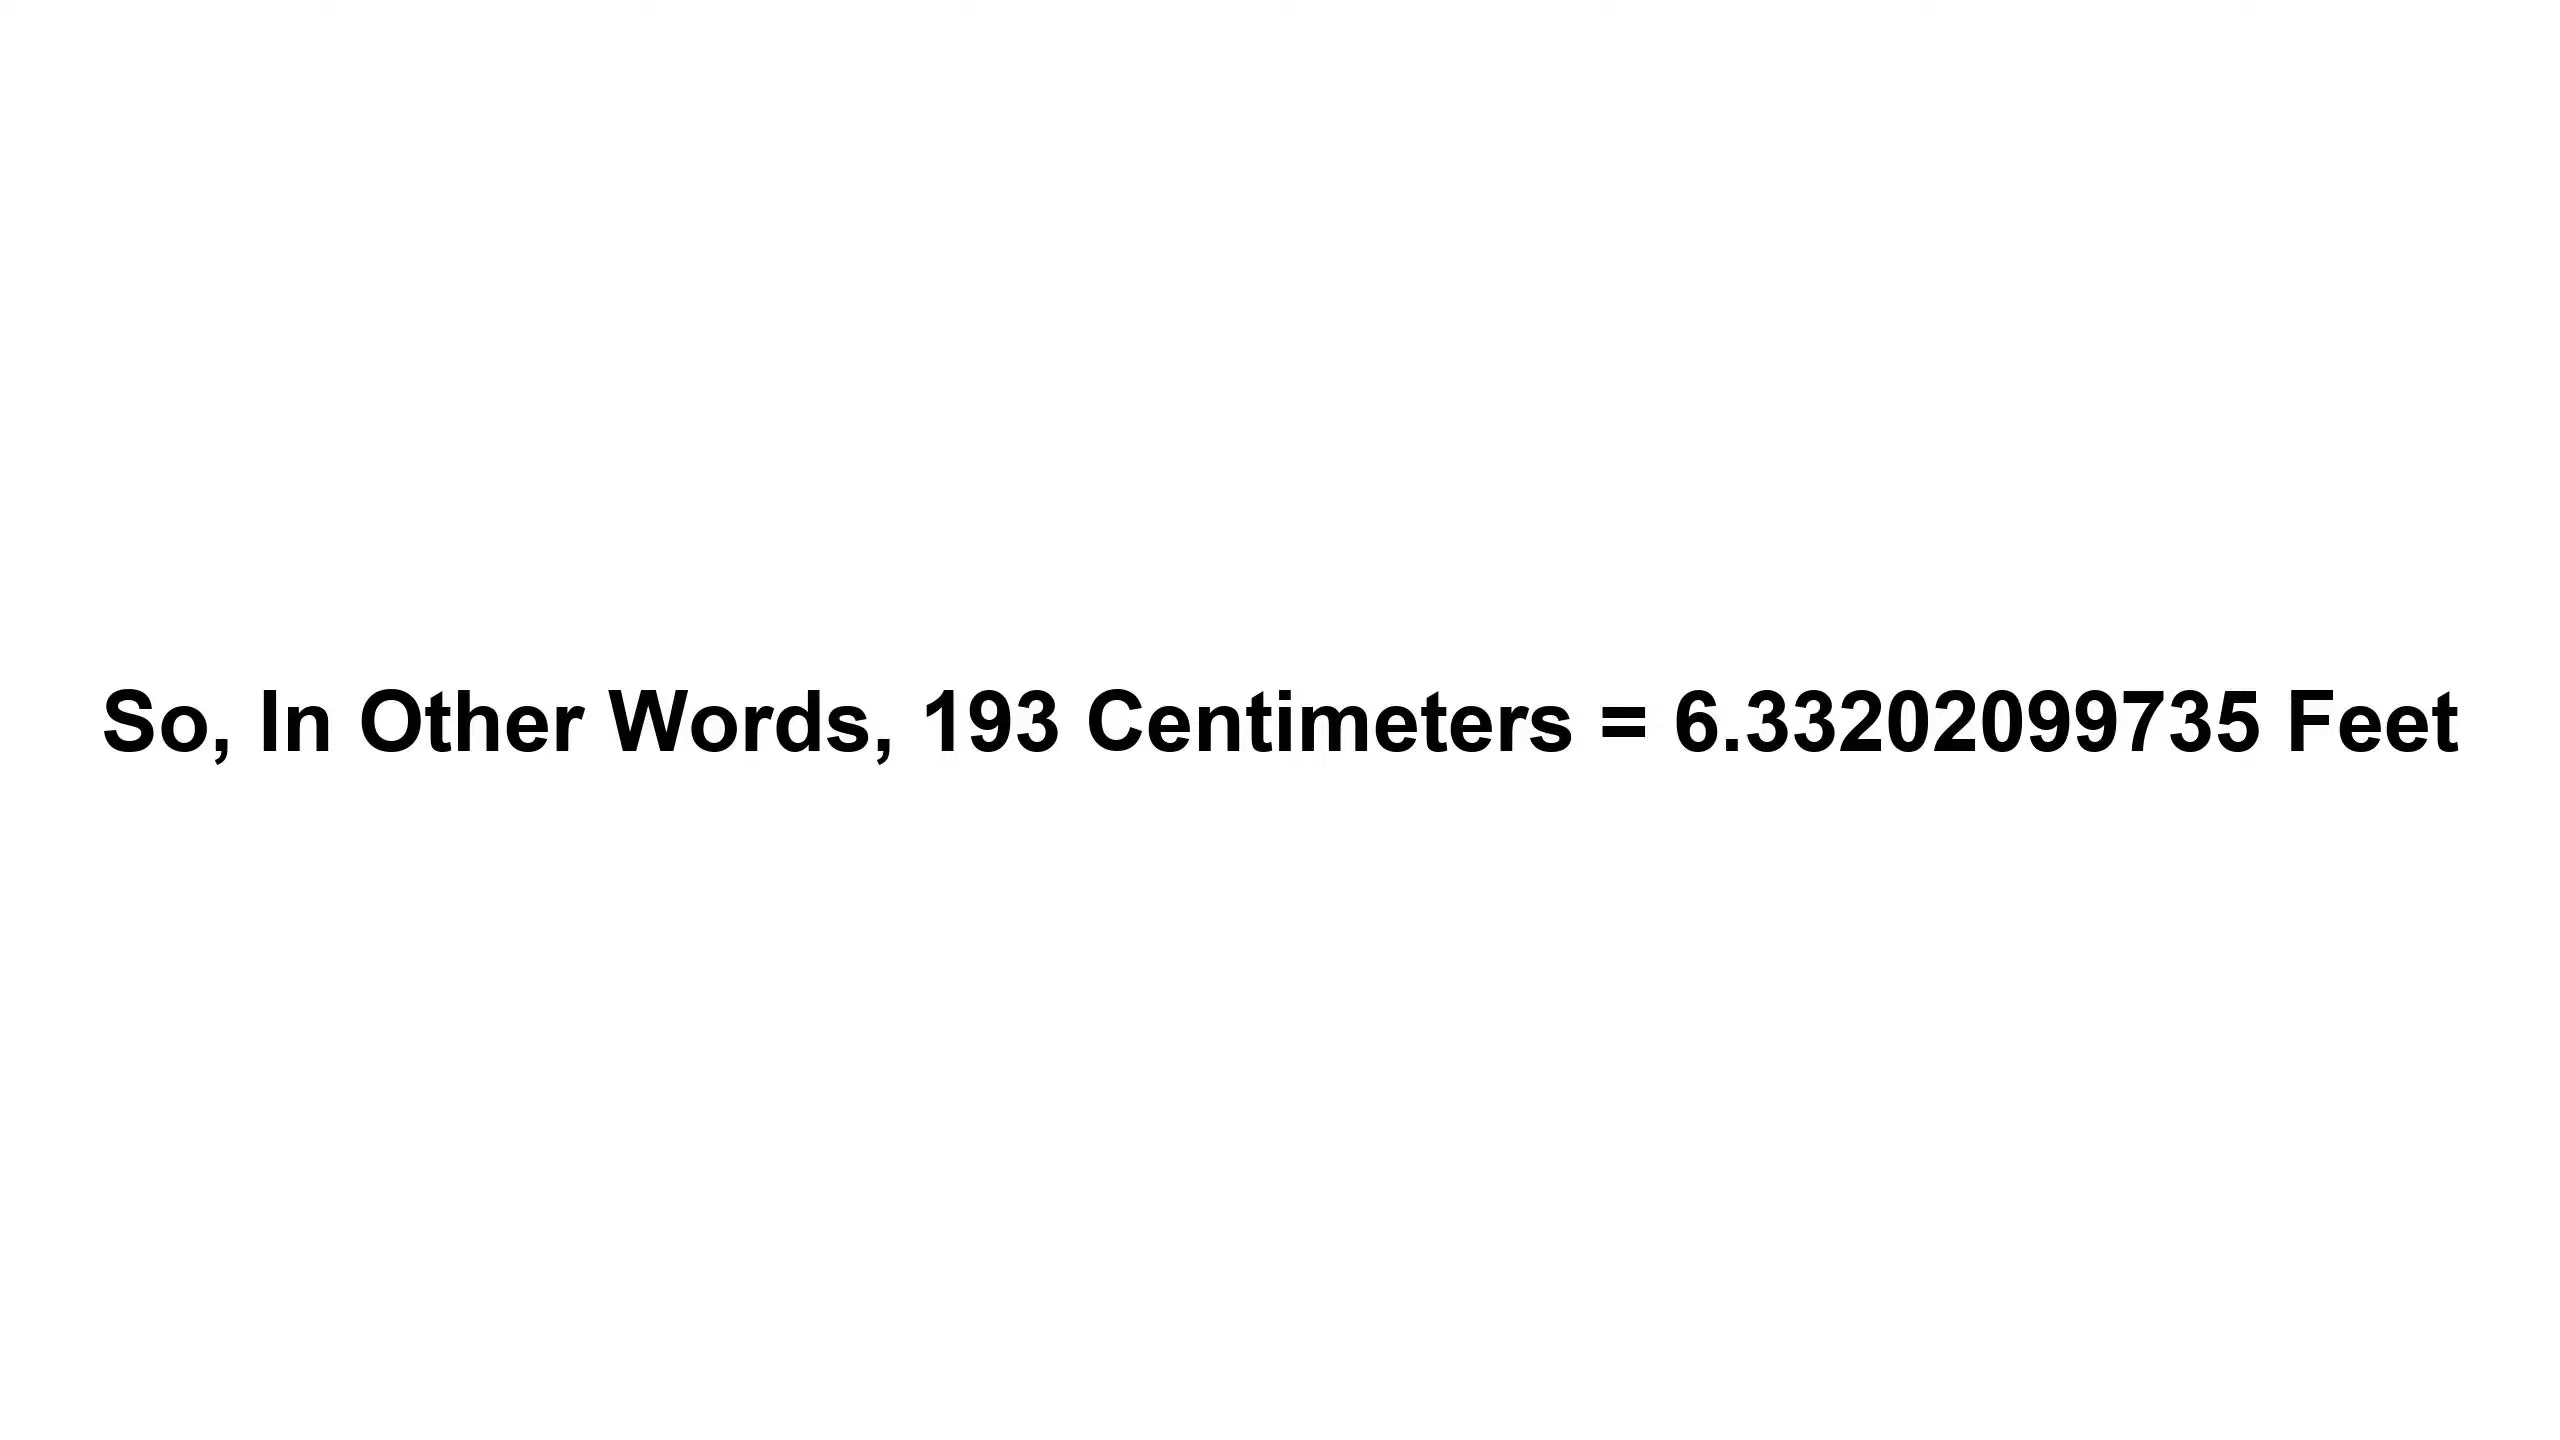 So, In Other Words, 193 Centimeters = 6.33202099735 Feet